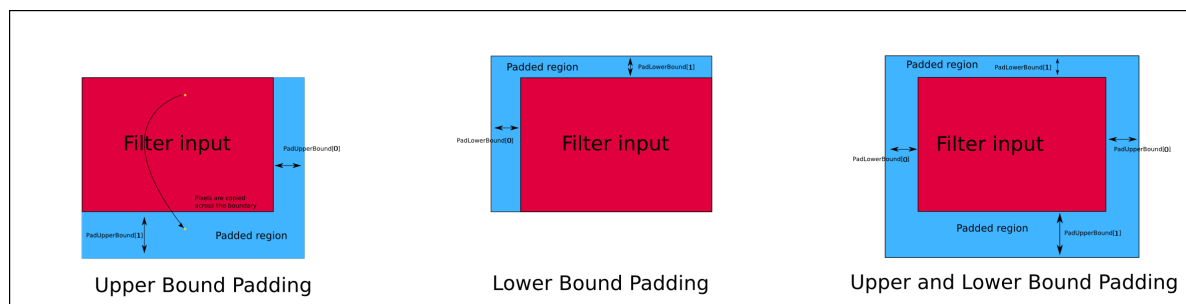 Filter input
PadUpperBound[0]
Pixels are copied
across the boundary
PadUpperBound[1]
Padded region
Upper Bound Padding
Padded region
PadLowerBound[1]
PadLowerBound[0]
Filter input
Lower Bound Padding
Padded region
PadLowerBound[1]
Filter input
PadLowerBound[0]
PadUpperBound[0]
Padded region
PadUpperBound[1]
Upper and Lower Bound Padding